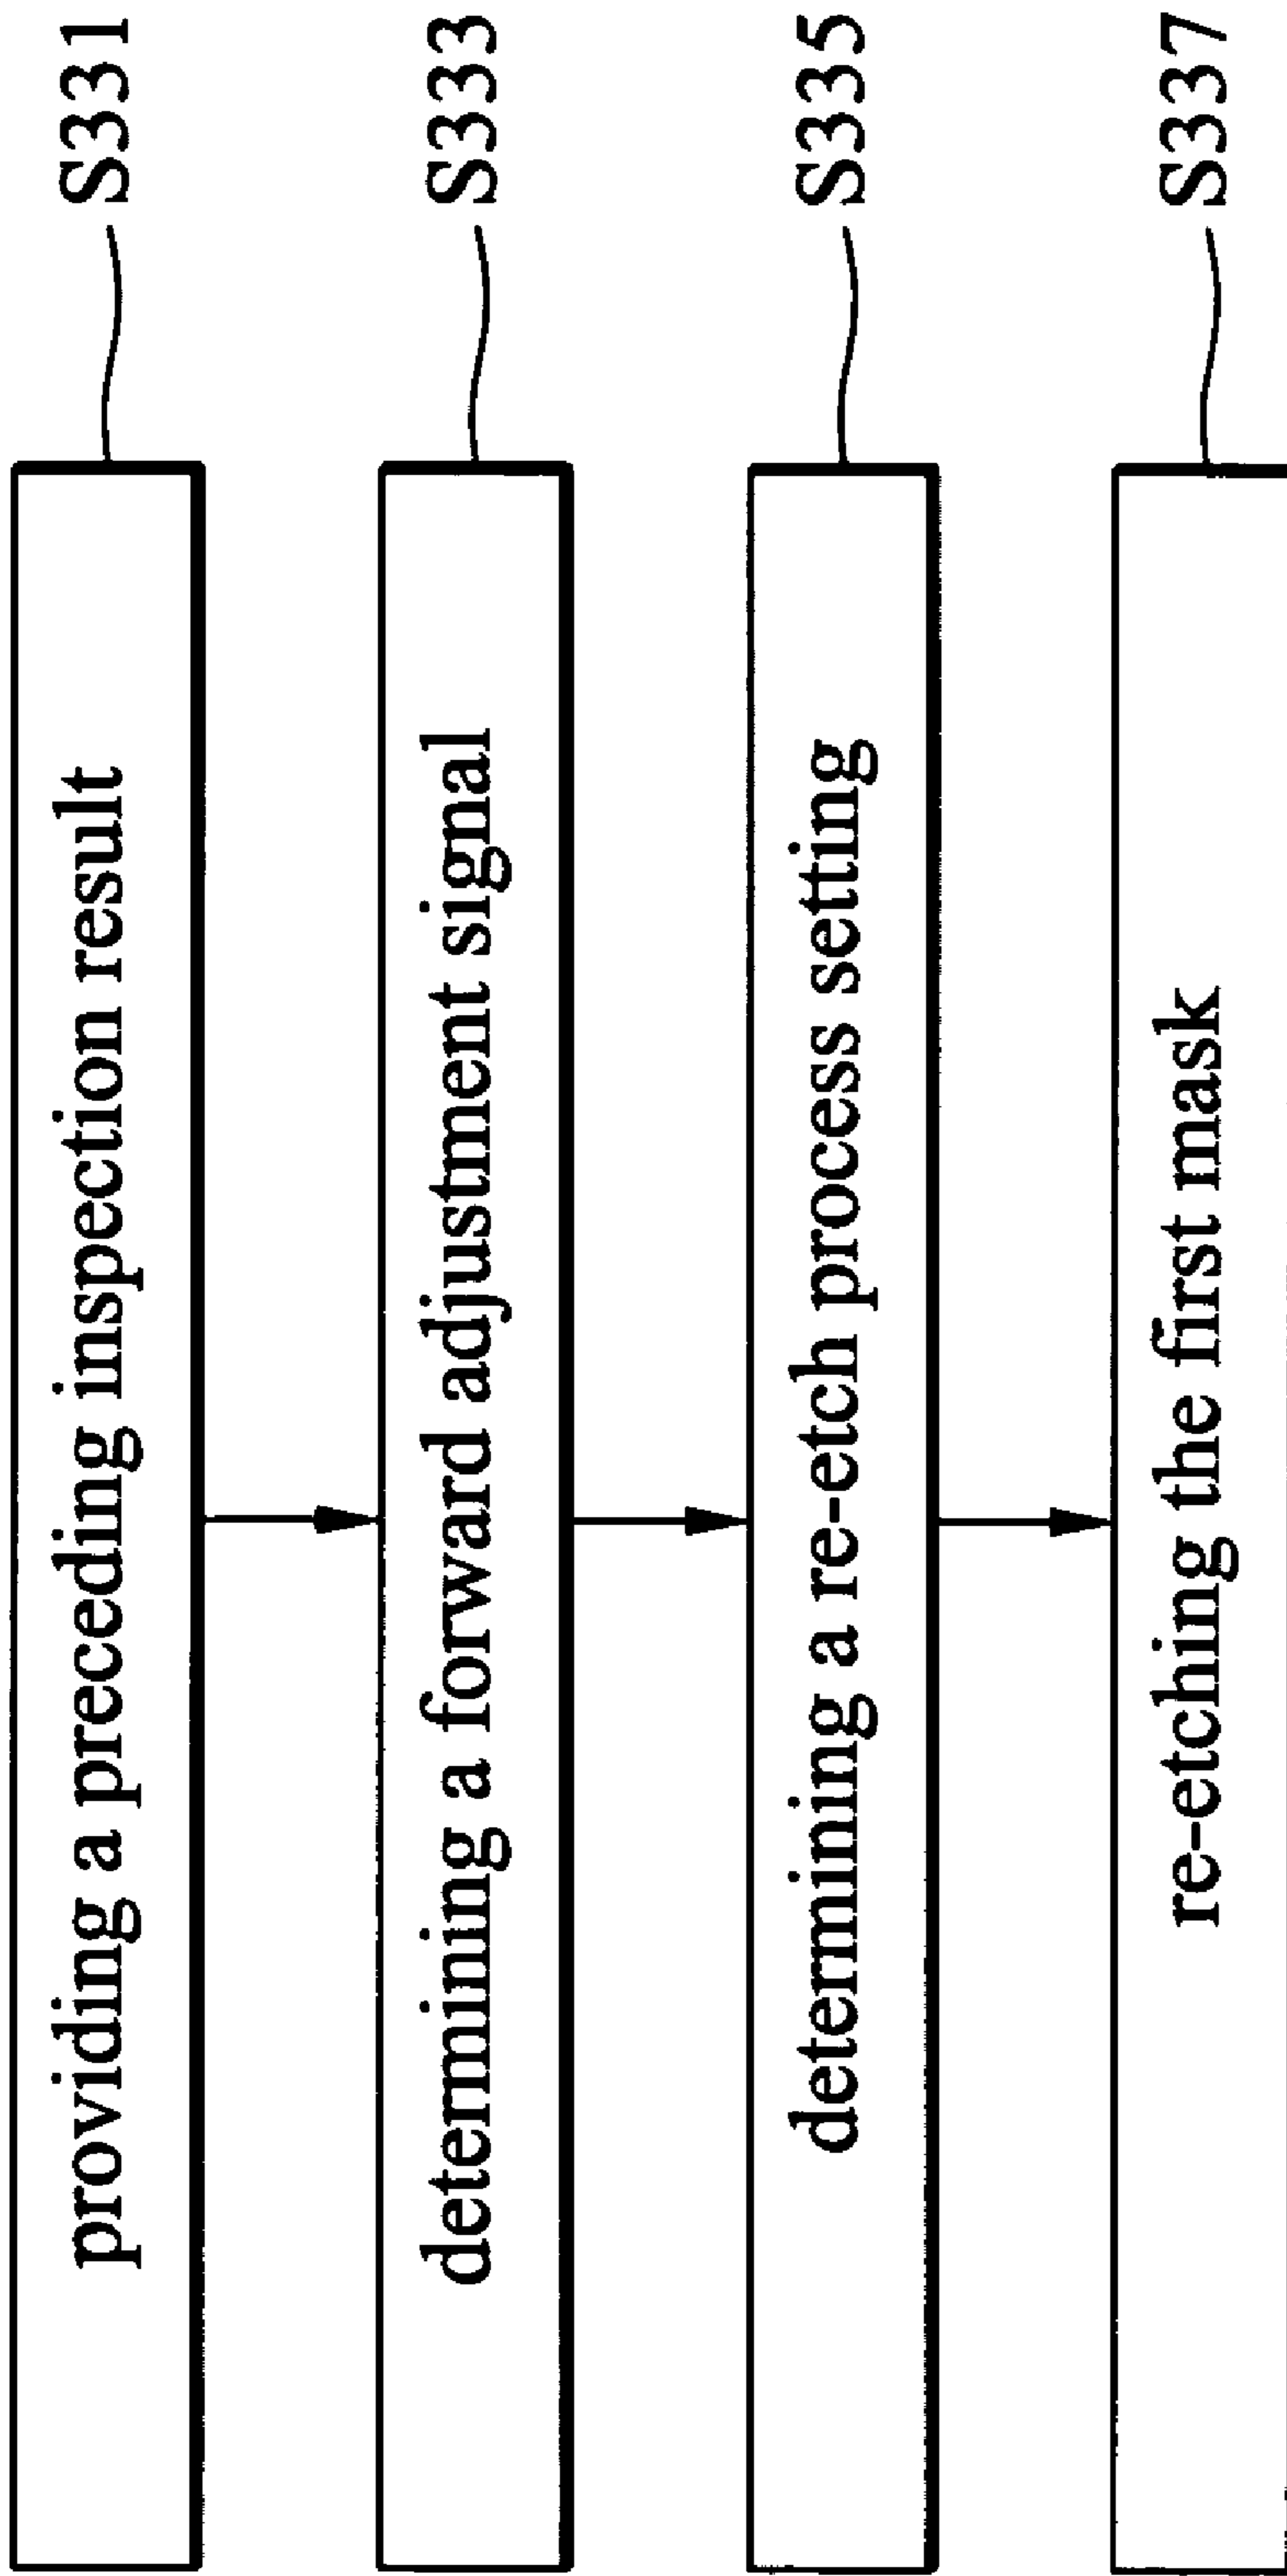 providing a preceding inspection result
S331
determining a forward adjustment signal
S333
determining a re-etch process setting
S335
re-etching the first mask
S337